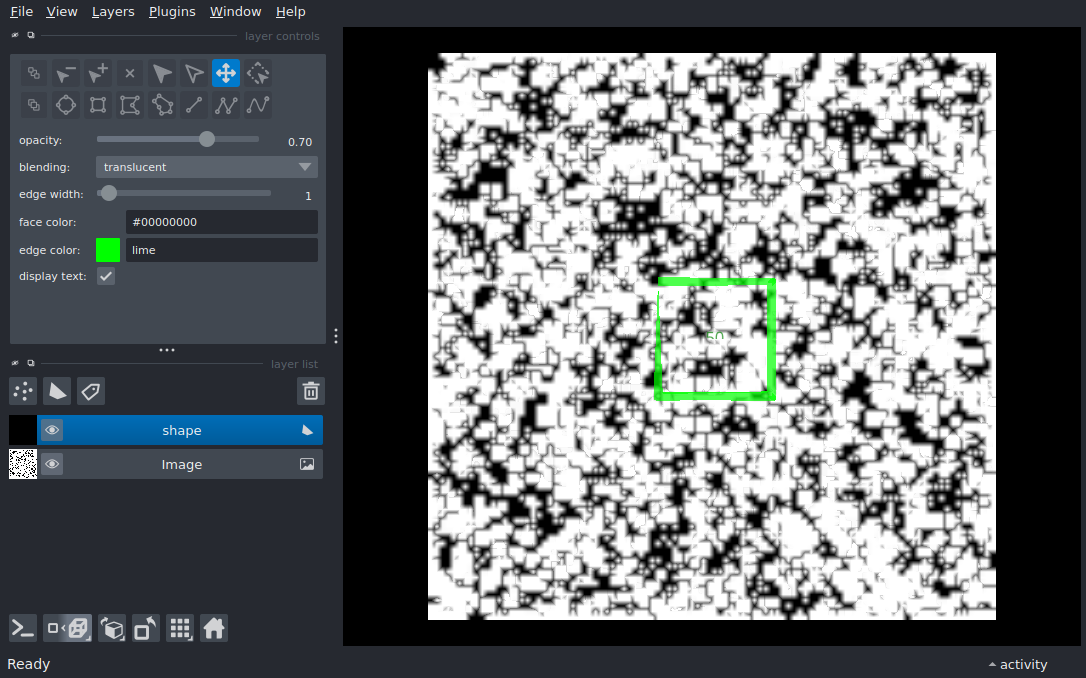 File View Layers Plugins Window Help
layer controls
opacity: 0.70
blending: translucent
edge width: 1
face color: #00000000
edge color: lime
display text:
layer list
shape
Image
50
Ready
activity